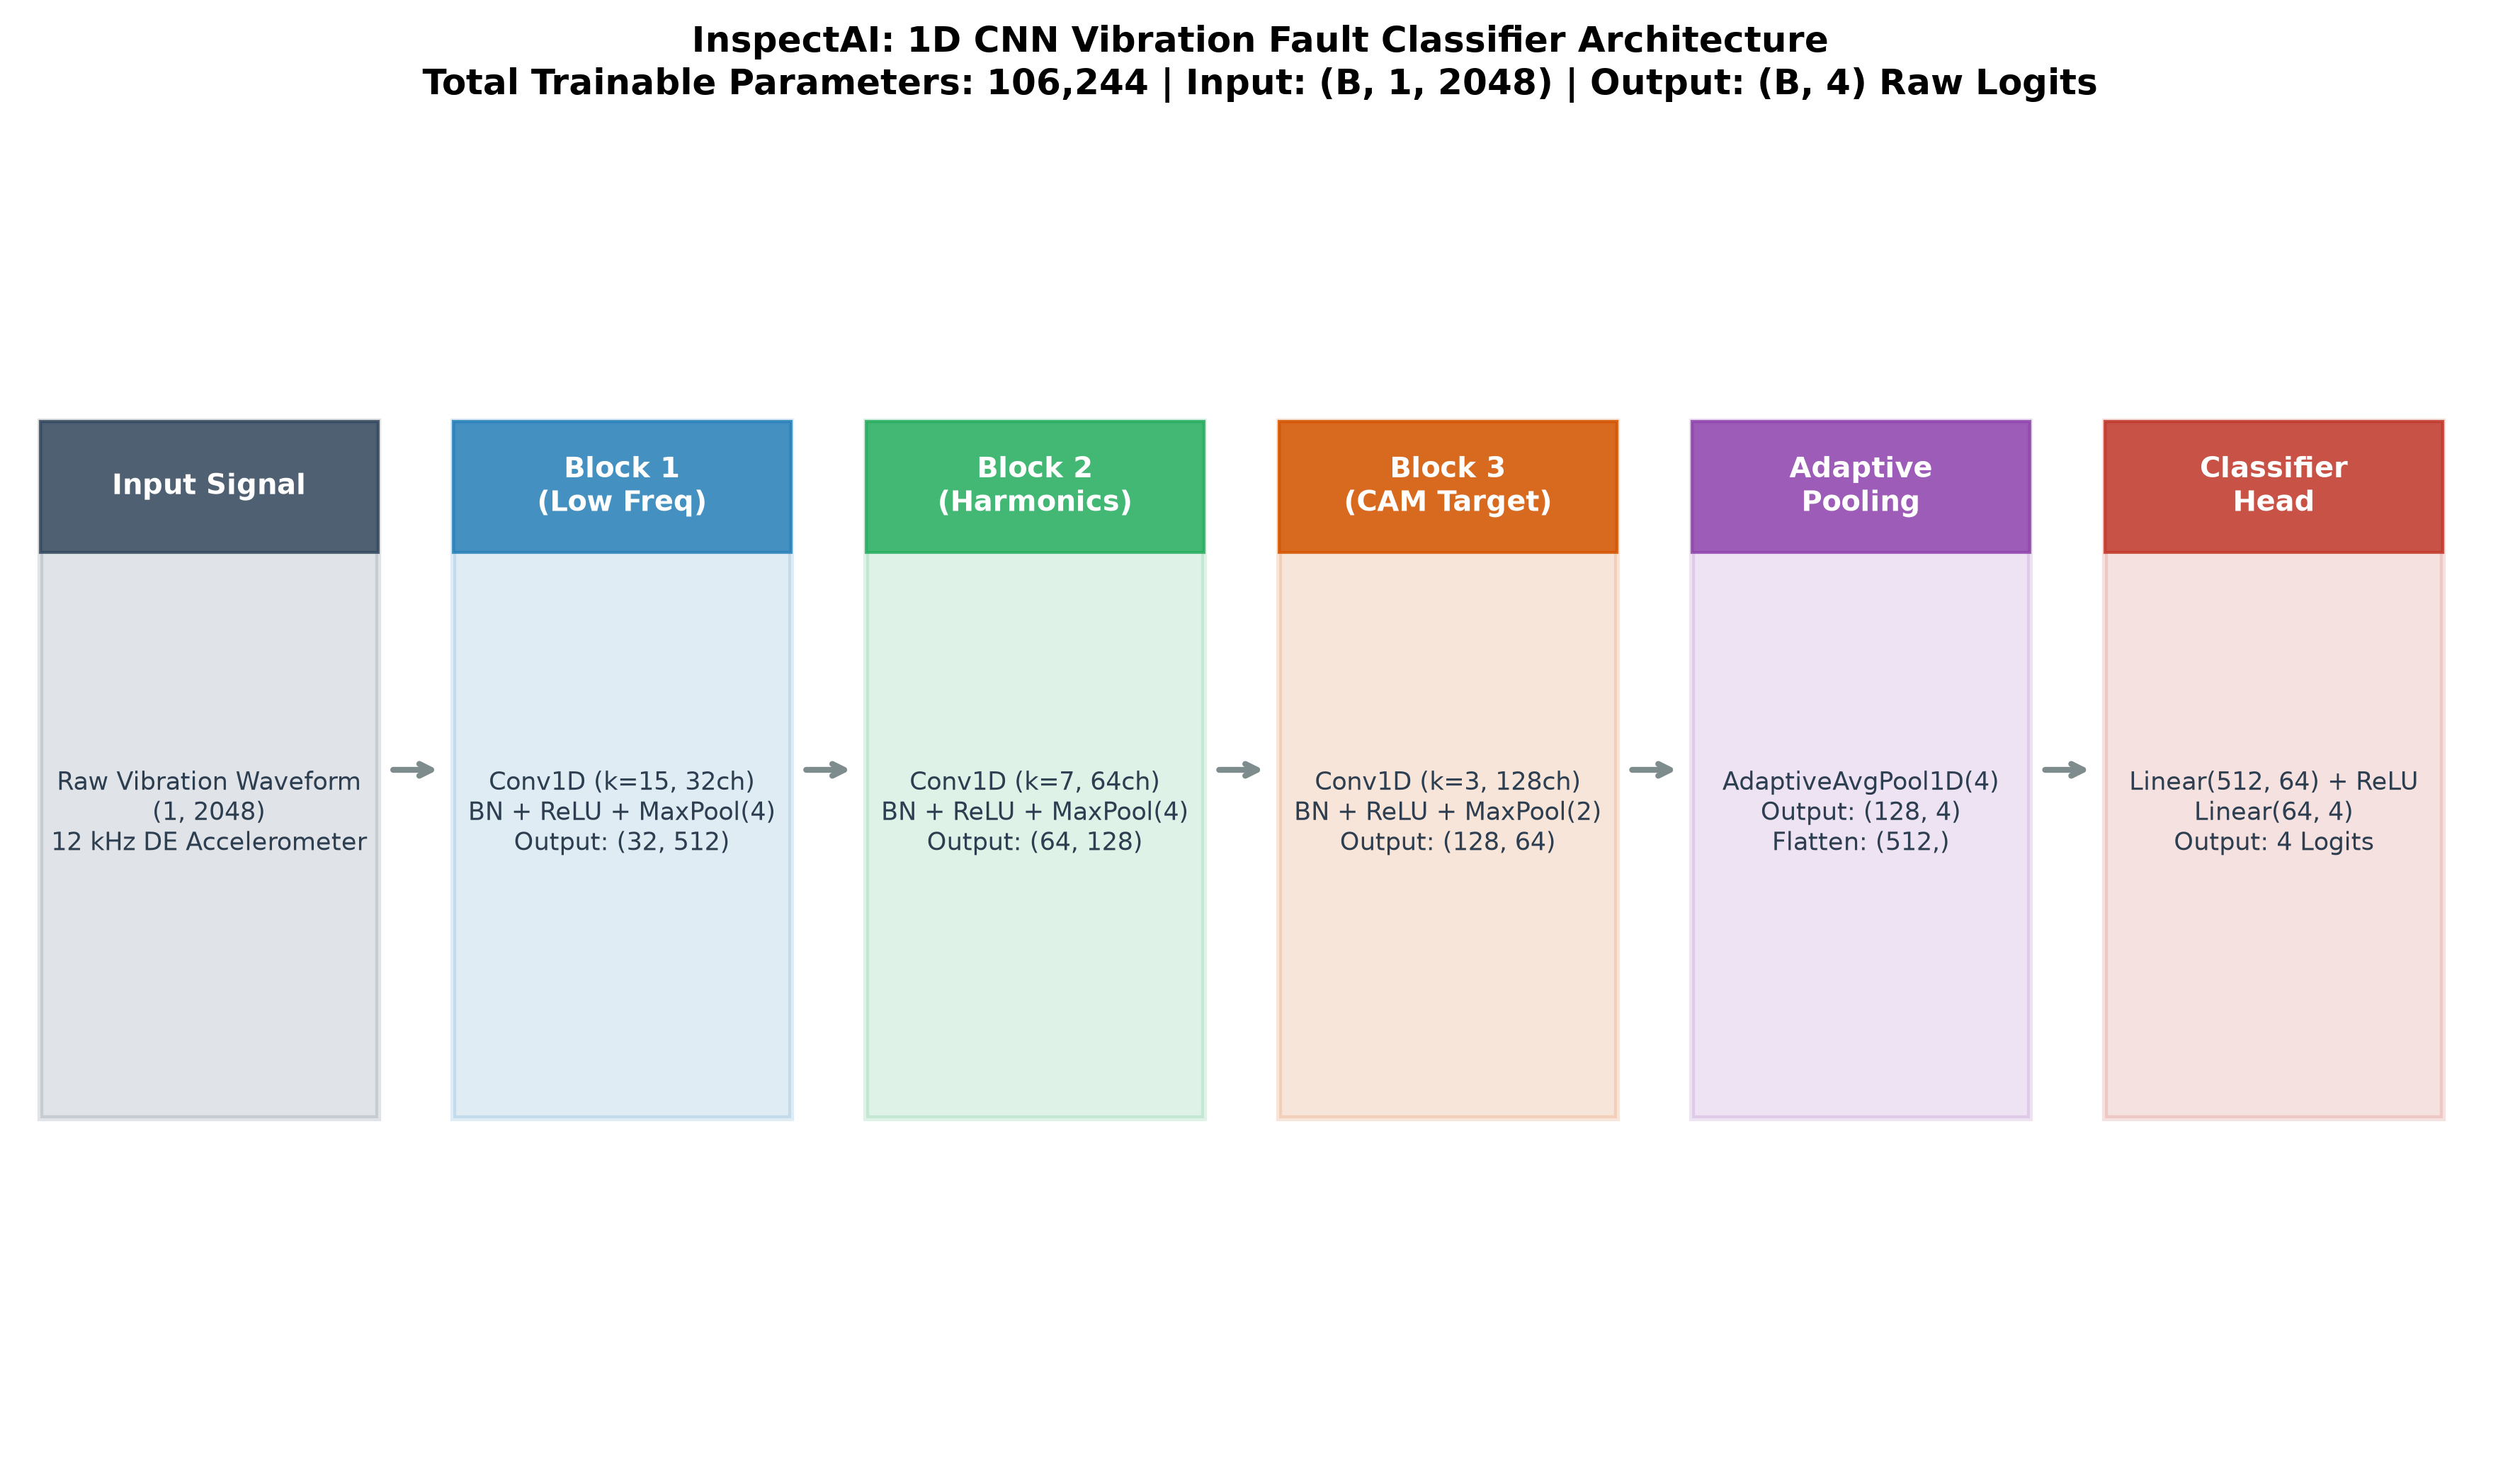 InspectAI: 1D CNN Vibration Fault Classifier Architecture
Total Trainable Parameters: 106,244 | Input: (B, 1, 2048) | Output: (B, 4) Raw Logits
Input Signal
Raw Vibration Waveform
(1, 2048)
12 kHz DE Accelerometer
Block 1
(Low Freq)
Conv1D (k=15, 32ch)
BN + ReLU + MaxPool(4)
Output: (32, 512)
Block 2
(Harmonics)
Conv1D (k=7, 64ch)
BN + ReLU + MaxPool(4)
Output: (64, 128)
Block 3
(CAM Target)
Conv1D (k=3, 128ch)
BN + ReLU + MaxPool(2)
Output: (128, 64)
Adaptive
Pooling
AdaptiveAvgPool1D(4)
Output: (128, 4)
Flatten: (512,)
Classifier
Head
Linear(512, 64) + ReLU
Linear(64, 4)
Output: 4 Logits